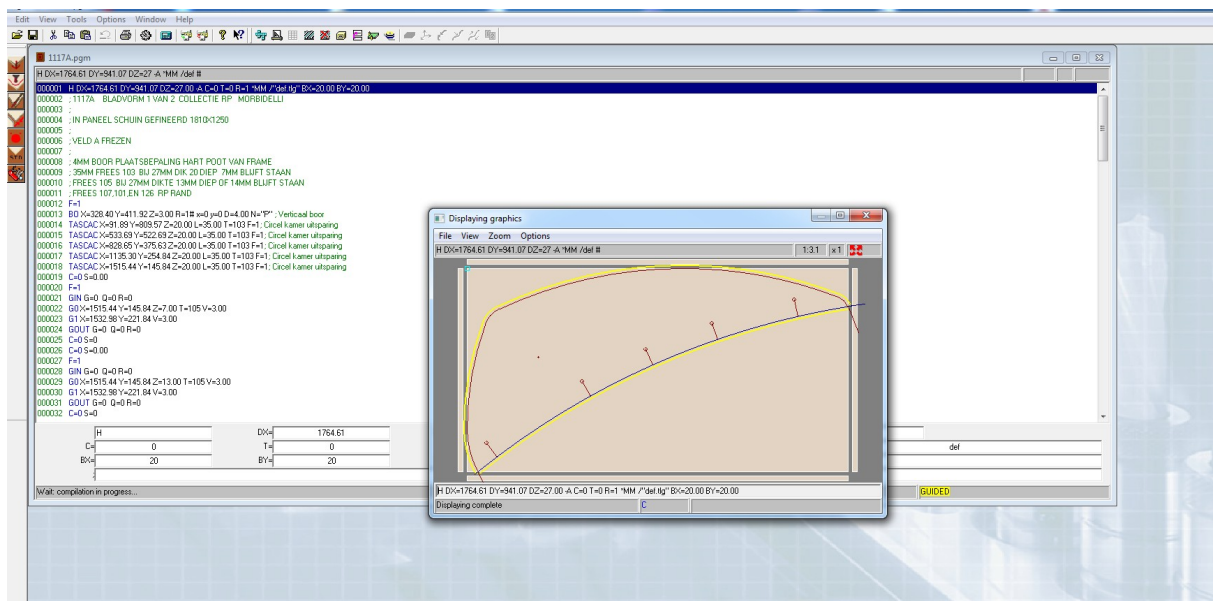 Edit View Tools Options Window Help
1117A.pgm
H DX=1764.61 DY=941.07 DZ=27 -A *MM /def #
000001 H DX=1764.61 DY=941.07 DZ=27.00 -A C=0 T=0 R=1 *MM /"def.tlg" BX=20.00 BY=20.00
000002 ;1117A BLADVORM 1 VAN 2 COLLECTIE RP MORBIDELLI
000003 ;
000004 ;IN PANEEL SCHUIN GEFINEERD 1810X1250
000005 ;
000006 ;VELD A FREZEN
000007 ;
000008 ; 4MM BOOR PLAATSBEPALING HART POOT VAN FRAME
000009 ; 35MM FREES 103 BIJ 27MM DIK 20 DIEP 7MM BLIJFT STAAN
000010 ; FREES 105 BIJ 27MM DIKTE 13MM DIEP OF 14MM BLIJFT STAAN
000011 ; FREES 107,101,EN 126 RP RAND
000012 F=1
000013 BO X=328.40 Y=411.92 Z=3.00 R=1# x=0 y=0 D=4.00 N="P" ; Verticaal boor
000014 TASCAC X=91.89 Y=809.57 Z=20.00 L=35.00 T=103 F=1; Circel kamer uitsparing
000015 TASCAC X=533.69 Y=522.69 Z=20.00 L=35.00 T=103 F=1; Circel kamer uitsparing
000016 TASCAC X=828.65 Y=375.63 Z=20.00 L=35.00 T=103 F=1; Circel kamer uitsparing
000017 TASCAC X=1135.30 Y=254.84 Z=20.00 L=35.00 T=103 F=1; Circel kamer uitsparing
000018 TASCAC X=1515.44 Y=145.84 Z=20.00 L=35.00 T=103 F=1; Circel kamer uitsparing
000019 C=0 S=0.00
000020 F=1
000021 GIN G=0 Q=0 R=0
000022 G0 X=1515.44 Y=145.84 Z=7.00 T=105 V=3.00
000023 G1 X=1532.98 Y=221.84 V=3.00
000024 GOUT G=0 Q=0 R=0
000025 C=0 S=0
000026 C=0 S=0.00
000027 F=1
000028 GIN G=0 Q=0 R=0
000029 G0 X=1515.44 Y=145.84 Z=13.00 T=105 V=3.00
000030 G1 X=1532.98 Y=221.84 V=3.00
000031 GOUT G=0 Q=0 R=0
000032 C=0 S=0
Displaying graphics
File View Zoom Options
H DX=1764.61 DY=941.07 DZ=27 -A *MM /def # 1:3.1 x1
H DX=1764.61 DY=941.07 DZ=27.00 -A C=0 T=0 R=1 *MM /"def.tlg" BX=20.00 BY=20.00
Displaying complete C
H DX= 1764.61
C= 0 T= 0 def
BX= 20 BY= 20
;
Wait: compilation in progress... GUIDED